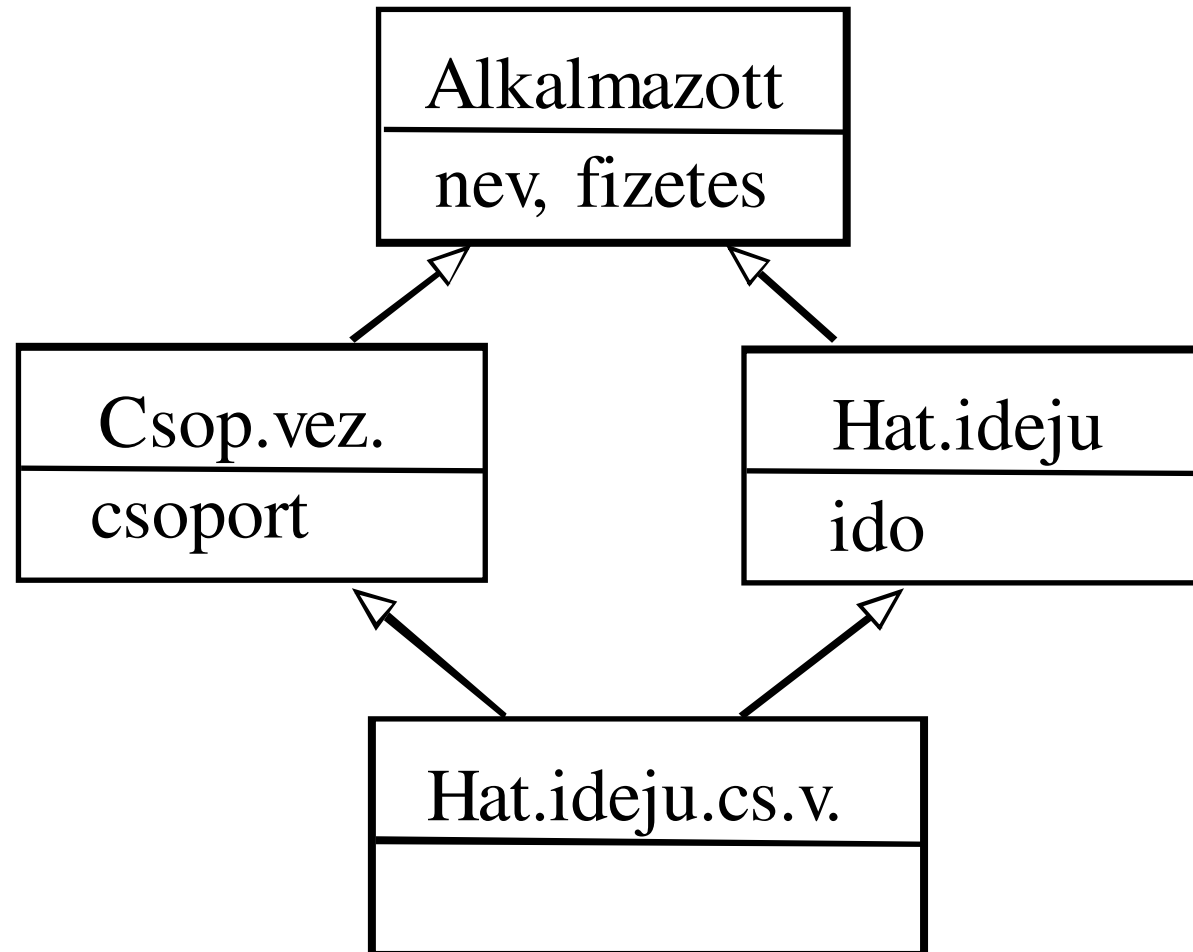 Alkalmazott
nev, fizetes
Csop.vez.
csoport
Hat.ideju
ido
Hat.ideju.cs.v.